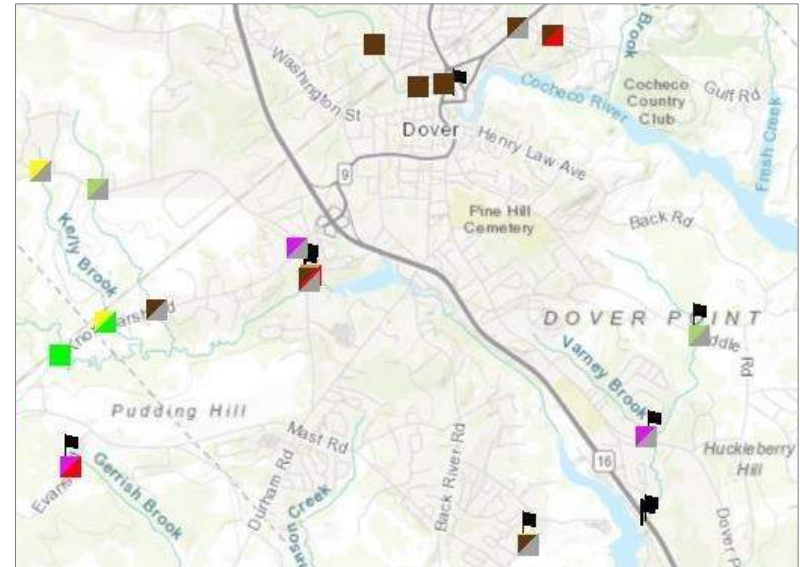 Brook
Washington St
Cocheco River
Cocheco
Country
Club
Gulf Rd
Fresh Creek
Dover
Henry Law Ave
9
Pine Hill
Cemetery
Back Rd
Kelly Brook
DOVER POINT
Varney Brook
Rd
Pudding Hill
Mast Rd
16
Huckleberry
Hill
Gerrish Brook
Durham Rd
Back River Rd
Creek
Dover